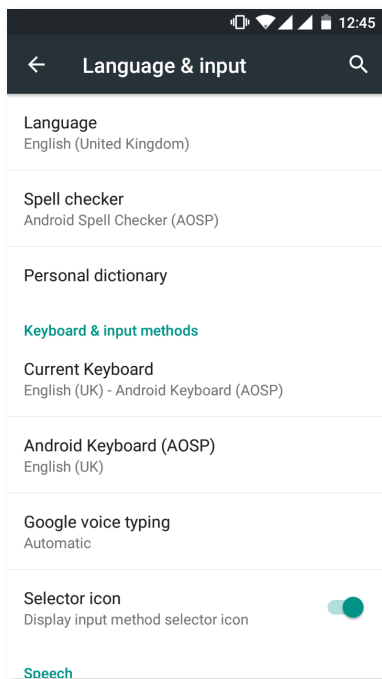 12:45
Language & input
Language
English (United Kingdom)
Spell checker
Android Spell Checker (AOSP)
Personal dictionary
Keyboard & input methods
Current Keyboard
English (UK) - Android Keyboard (AOSP)
Android Keyboard (AOSP)
English (UK)
Google voice typing
Automatic
Selector icon
Display input method selector icon
Speech